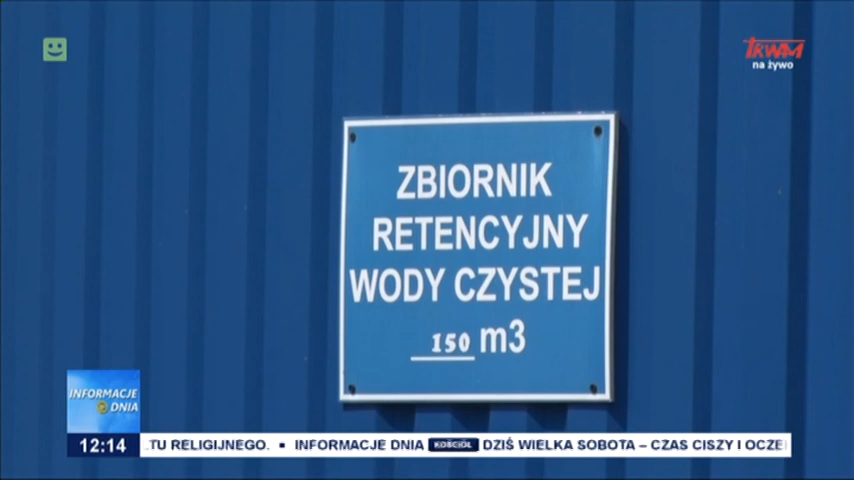 TRWAM
na żywo
ZBIORNIK
RETENCYJNY
WODY CZYSTEJ
150 m3
INFORMACJE
DNIA
12:14 TU RELIGIJNEGO. ▪ INFORMACJE DNIA KOŚCIÓŁ DZIŚ WIELKA SOBOTA – CZAS CISZY I